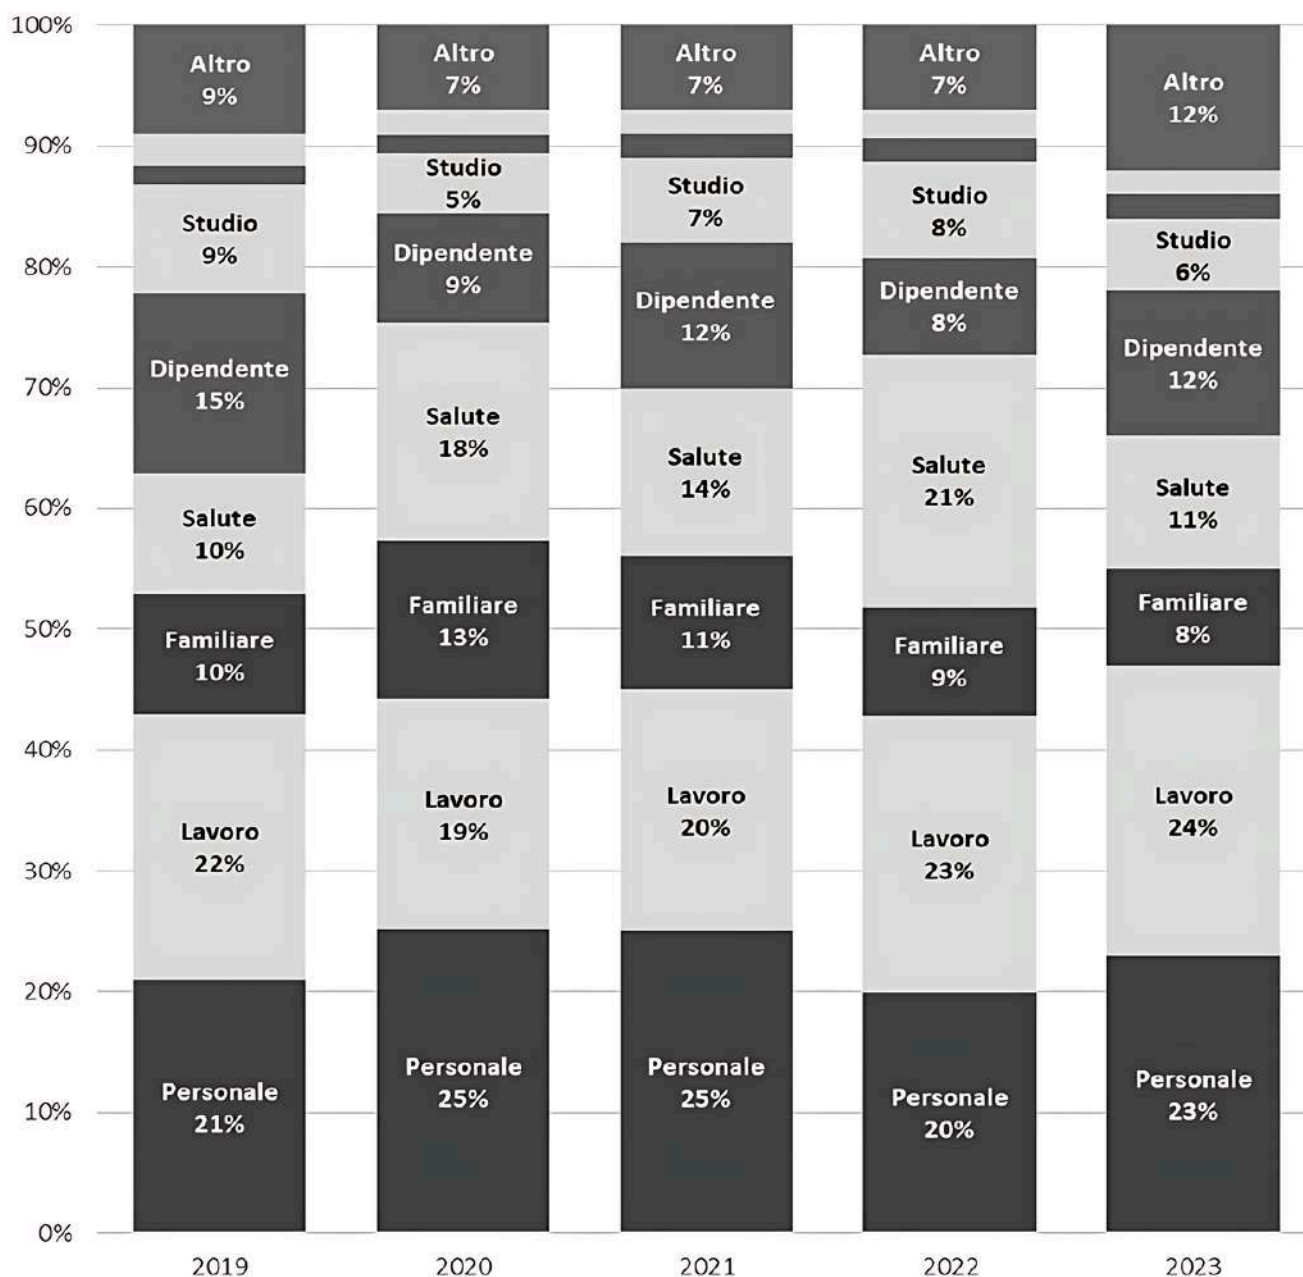 100%
90%
80%
70%
60%
50%
40%
30%
20%
10%
0%
Altro
9%
Studio
9%
Dipendente
15%
Salute
10%
Familiare
10%
Lavoro
22%
Personale
21%
2019
Altro
7%
Studio
5%
Dipendente
9%
Salute
18%
Familiare
13%
Lavoro
19%
Personale
25%
2020
Altro
7%
Studio
7%
Dipendente
12%
Salute
14%
Familiare
11%
Lavoro
20%
Personale
25%
2021
Altro
7%
Studio
8%
Dipendente
8%
Salute
21%
Familiare
9%
Lavoro
23%
Personale
20%
2022
Altro
12%
Studio
6%
Dipendente
12%
Salute
11%
Familiare
8%
Lavoro
24%
Personale
23%
2023